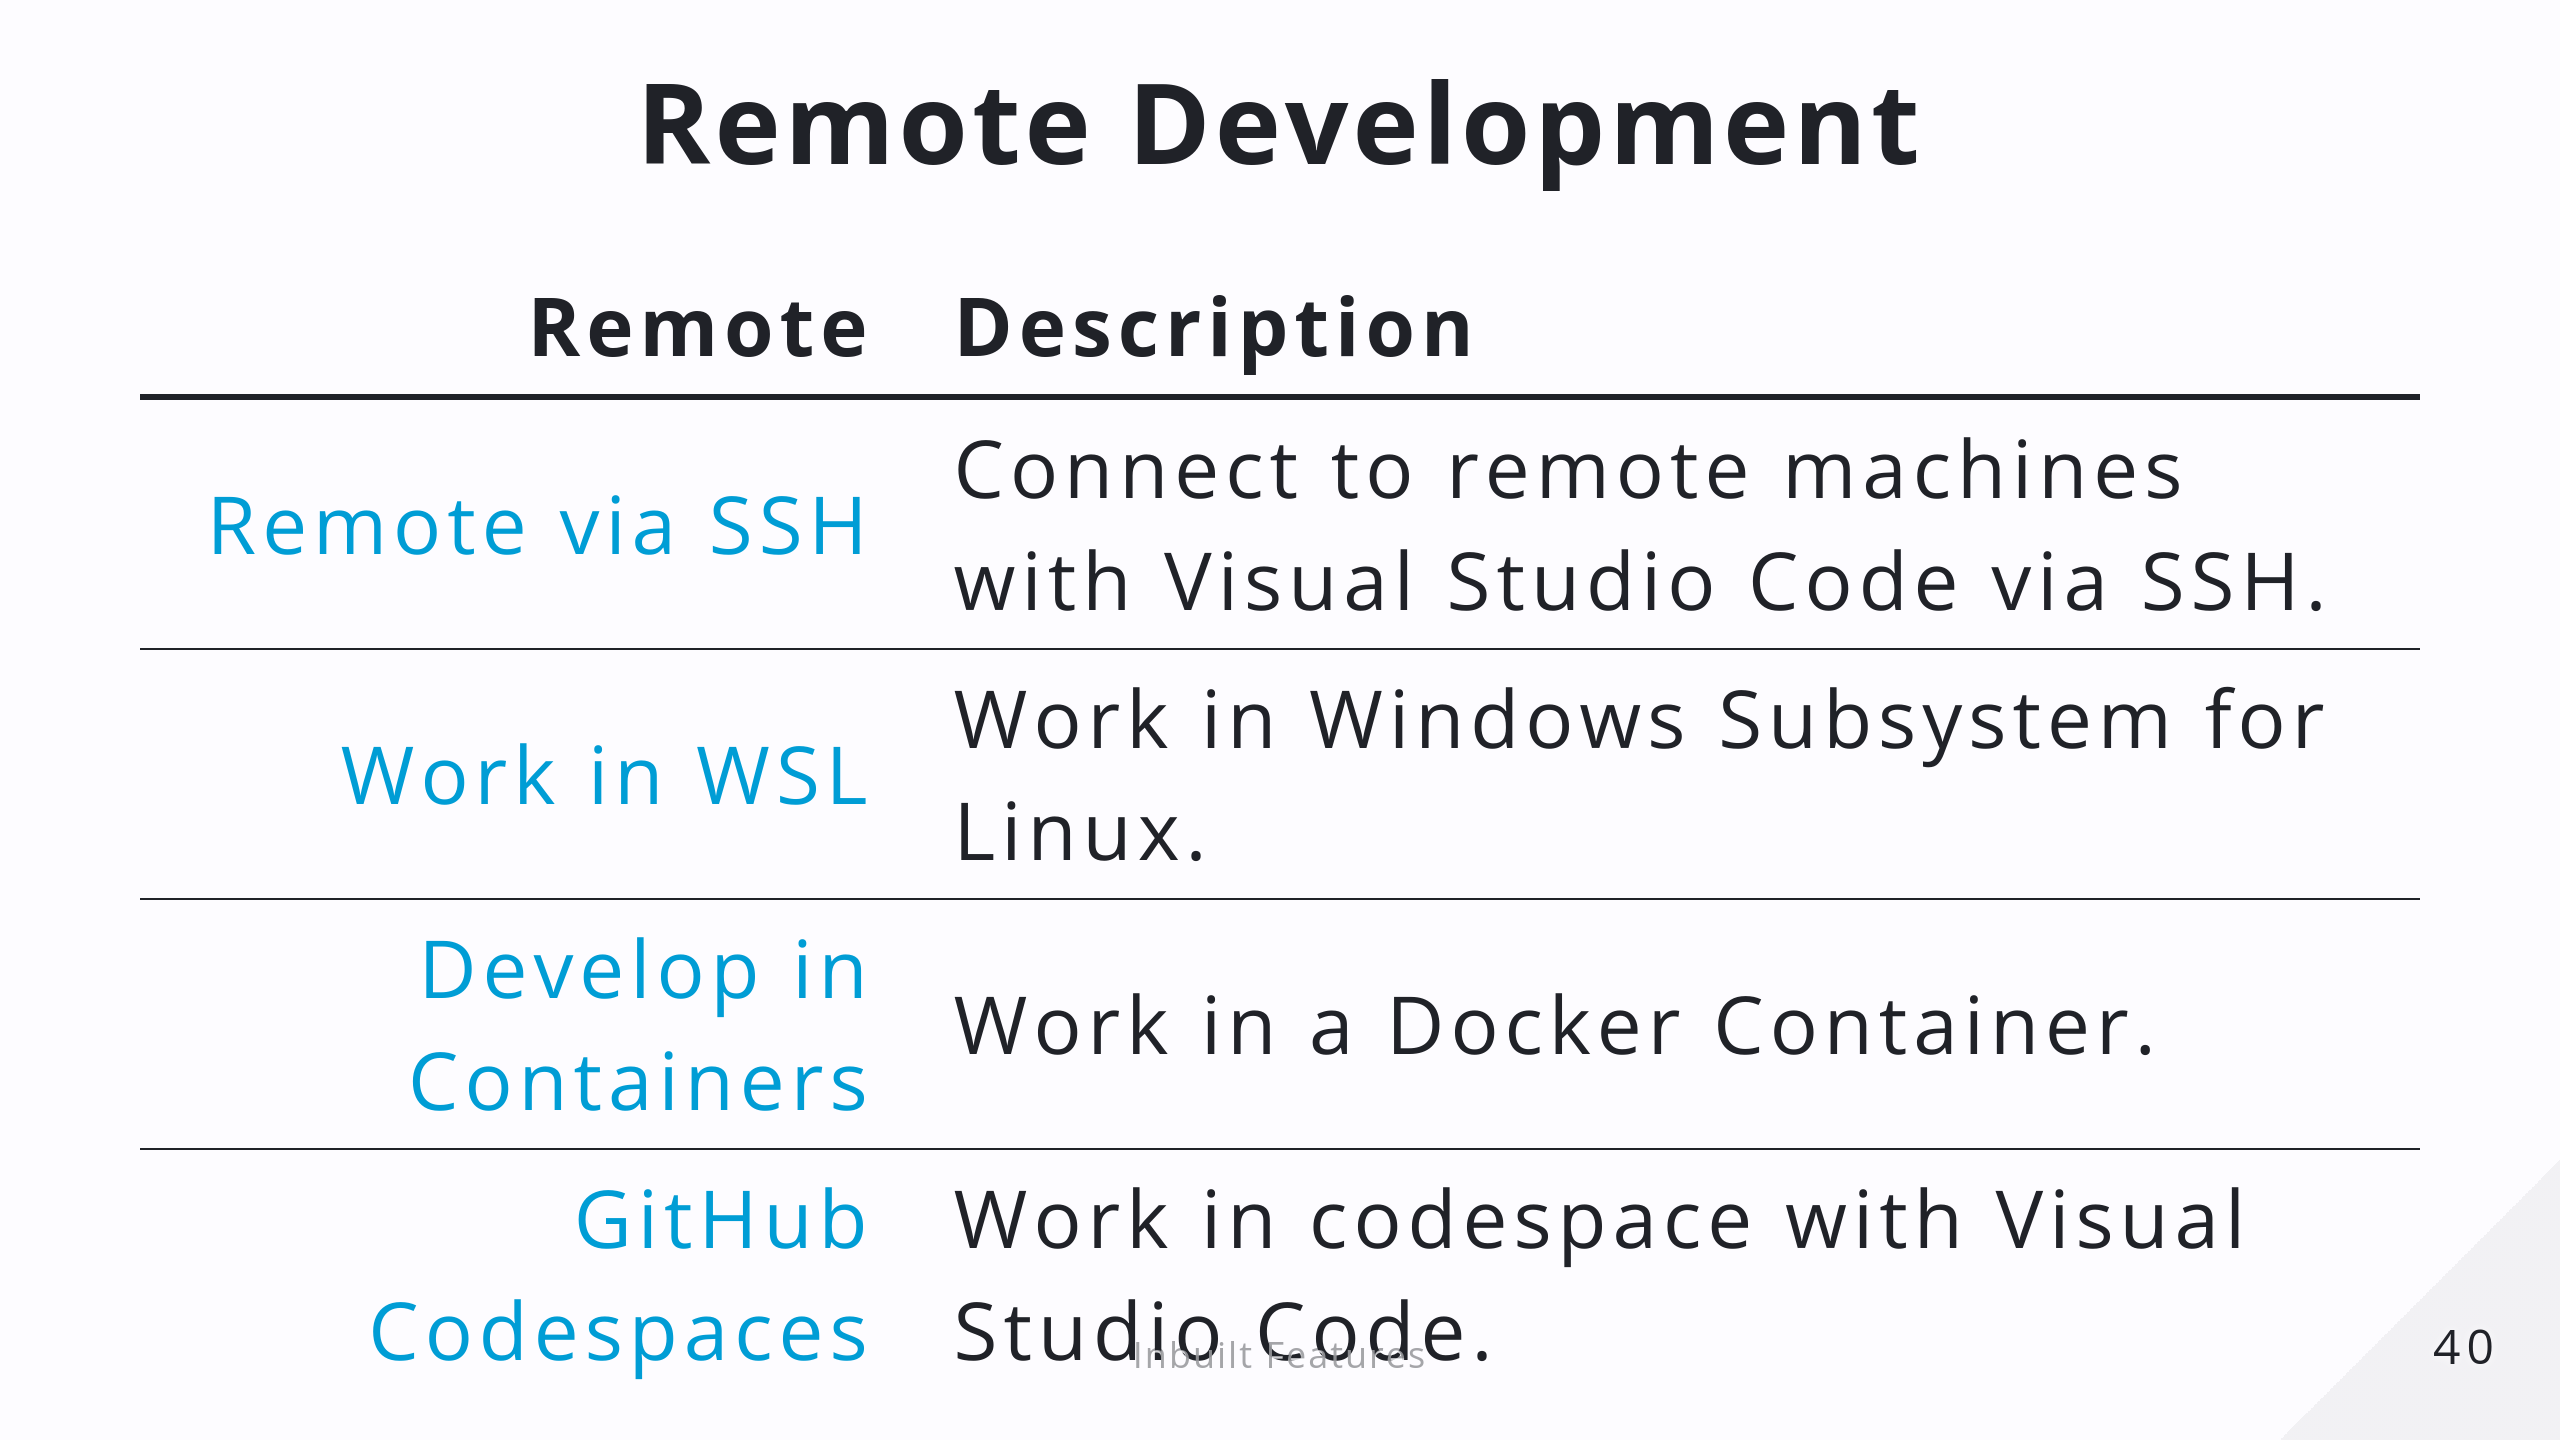 Remote Development
Remote Description
Remote via SSH
Connect to remote machines
with Visual Studio Code via SSH.
Work in WSL
Work in Windows Subsystem for
Linux.
Develop in
Containers
Work in a Docker Container.
GitHub
Codespaces
Work in codespace with Visual
Studio Code.
Inbuilt Features
40